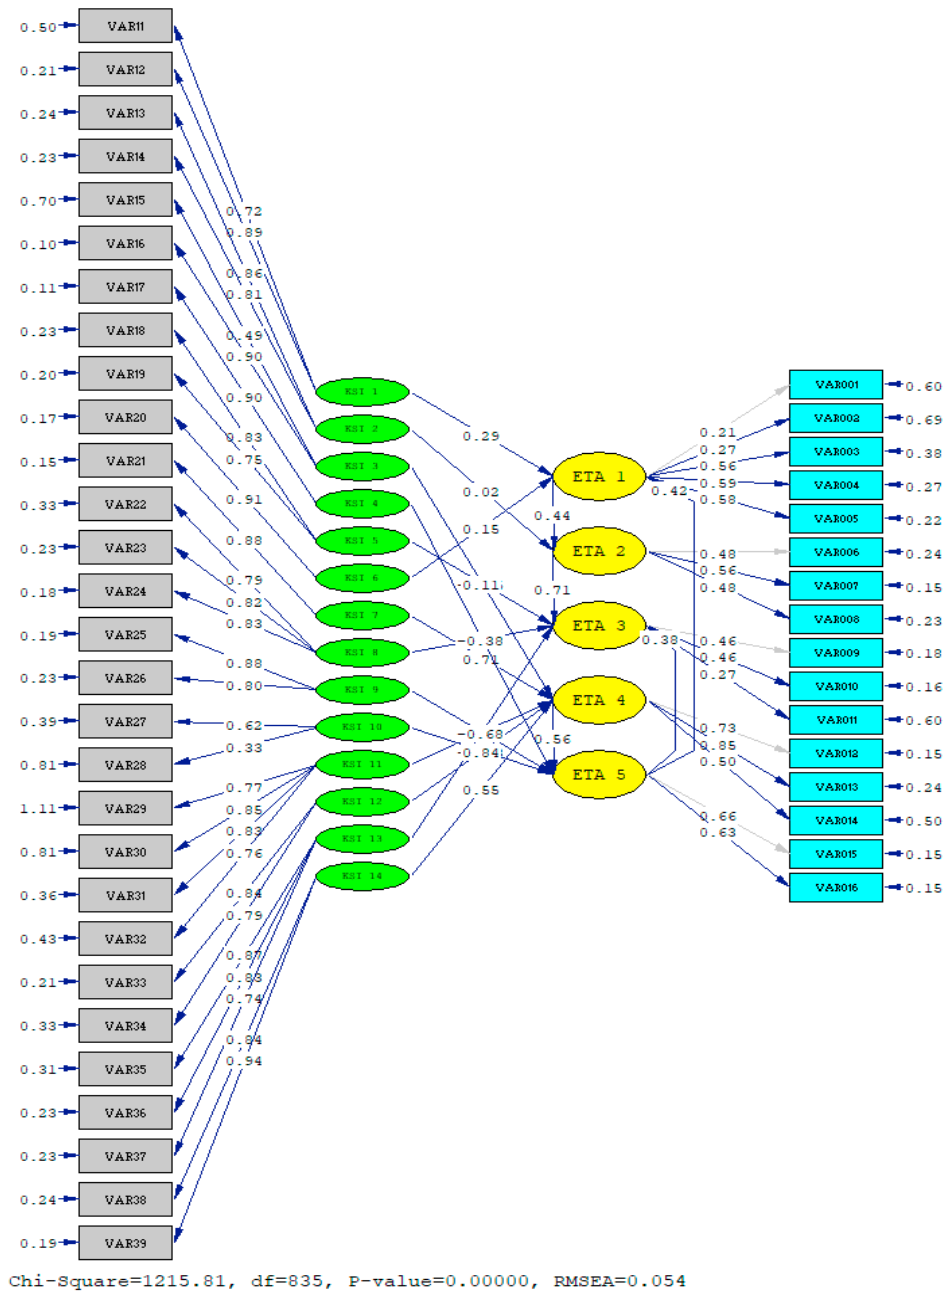 0.50 VAR11
0.21 VAR12
0.24 VAR13
0.23 VAR14
0.70 VAR15
0.10 VAR16
0.11 VAR17
0.23 VAR18
0.20 VAR19
0.17 VAR20
0.15 VAR21
0.33 VAR22
0.23 VAR23
0.18 VAR24
0.19 VAR25
0.23 VAR26
0.39 VAR27
0.81 VAR28
1.11 VAR29
0.81 VAR30
0.36 VAR31
0.43 VAR32
0.21 VAR33
0.33 VAR34
0.31 VAR35
0.23 VAR36
0.23 VAR37
0.24 VAR38
0.19 VAR39
0.72
0.89
0.86
0.81
0.49
0.90
0.90
0.83
0.75
0.91
0.88
0.79
0.82
0.83
0.88
0.80
0.62
0.33
0.77
0.85
0.83
0.76
0.84
0.79
0.87
0.83
0.74
0.84
0.94
KSI 1
KSI 2
KSI 3
KSI 4
KSI 5
KSI 6
KSI 7
KSI 8
KSI 9
KSI 10
KSI 11
KSI 12
KSI 13
KSI 14
0.29
0.02
0.15
-0.11
-0.38
0.71
-0.68
-0.84
0.55
ETA 1
0.44
ETA 2
0.71
ETA 3
ETA 4
0.56
ETA 5
0.42
0.38
0.21
0.27
0.56
0.59
0.58
0.48
0.56
0.48
0.46
0.46
0.27
0.73
0.85
0.50
0.66
0.63
VAR001 0.60
VAR002 0.69
VAR003 0.38
VAR004 0.27
VAR005 0.22
VAR006 0.24
VAR007 0.15
VAR008 0.23
VAR009 0.18
VAR010 0.16
VAR011 0.60
VAR012 0.15
VAR013 0.24
VAR014 0.50
VAR015 0.15
VAR016 0.15
Chi-Square=1215.81, df=835, P-value=0.00000, RMSEA=0.054